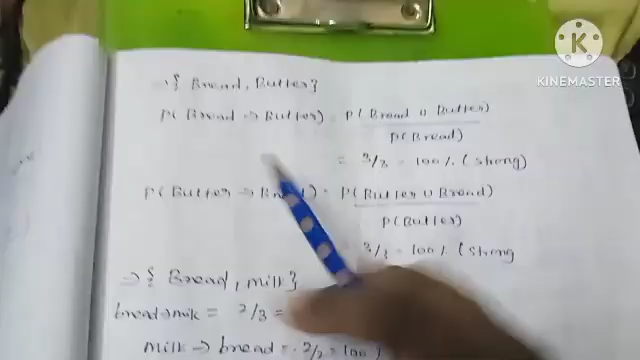 K
KINEMASTER
→ { Bread, Butter}
P( Bread → Butter) = P( Bread ∪ Butter)
P(Bread)
= 3/3 = 100% (strong)
P( Butter → Bread) = P( Butter ∪ Bread)
P(Butter)
3/3 = 100% (strong
→ { Bread, milk}
bread→milk = 2/3 =
milk → bread = 2/2 = 100